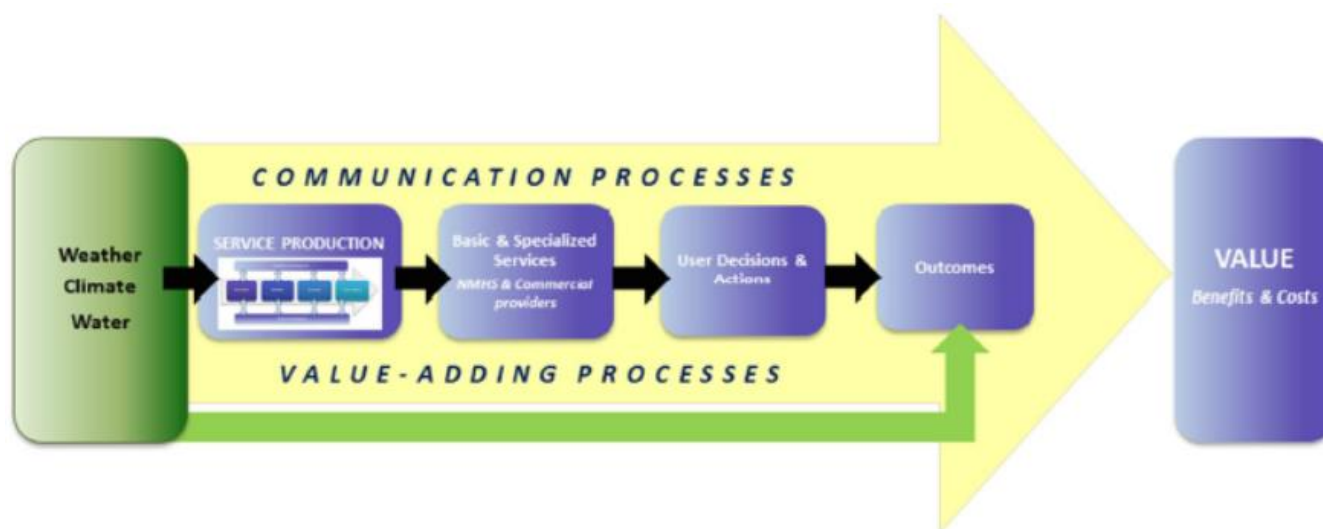 COMMUNICATION PROCESSES
Weather
Climate
Water
SERVICE PRODUCTION
Basic & Specialized
Services
NMHS & Commercial
providers
User Decisions &
Actions
Outcomes
VALUE
Benefits & Costs
VALUE-ADDING PROCESSES